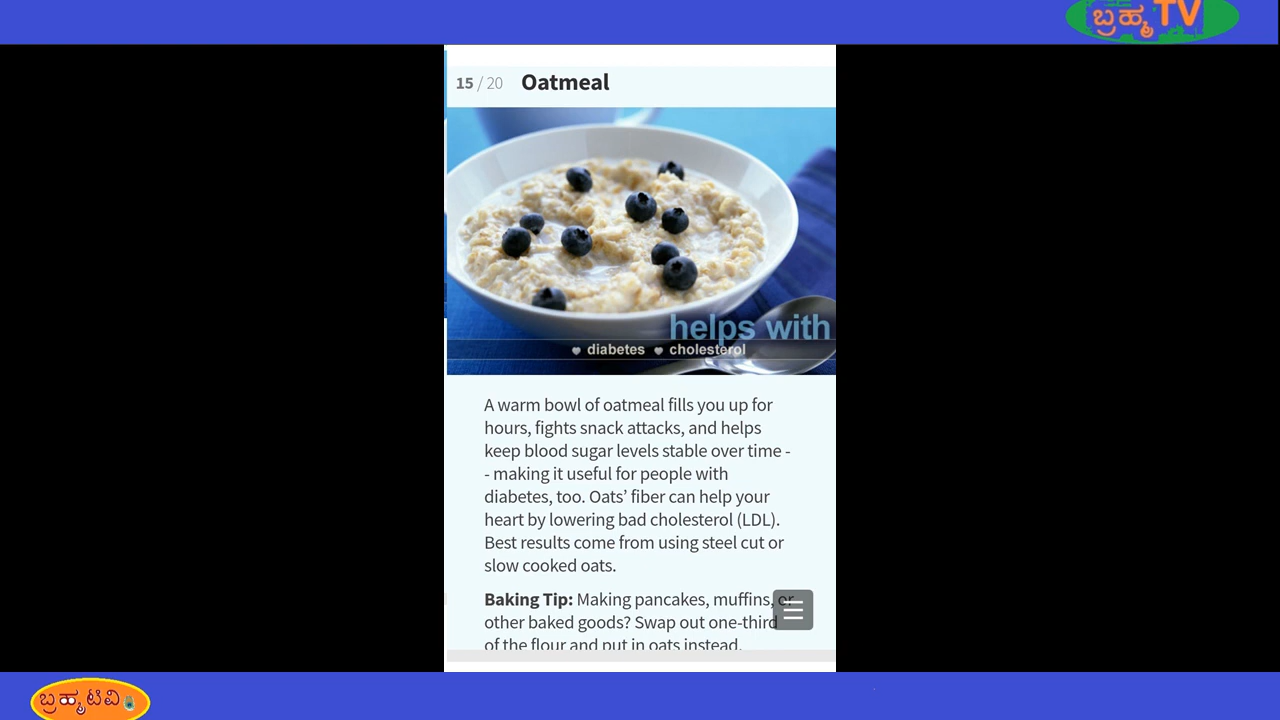 ಬ್ರಹ್ಮ TV
15 / 20 Oatmeal
helps with
diabetes cholesterol
A warm bowl of oatmeal fills you up for
hours, fights snack attacks, and helps
keep blood sugar levels stable over time -
- making it useful for people with
diabetes, too. Oats’ fiber can help your
heart by lowering bad cholesterol (LDL).
Best results come from using steel cut or
slow cooked oats.
Baking Tip: Making pancakes, muffins, or
other baked goods? Swap out one-third
of the flour and put in oats instead.
ಬ್ರಹ್ಮ ಟಿವಿ